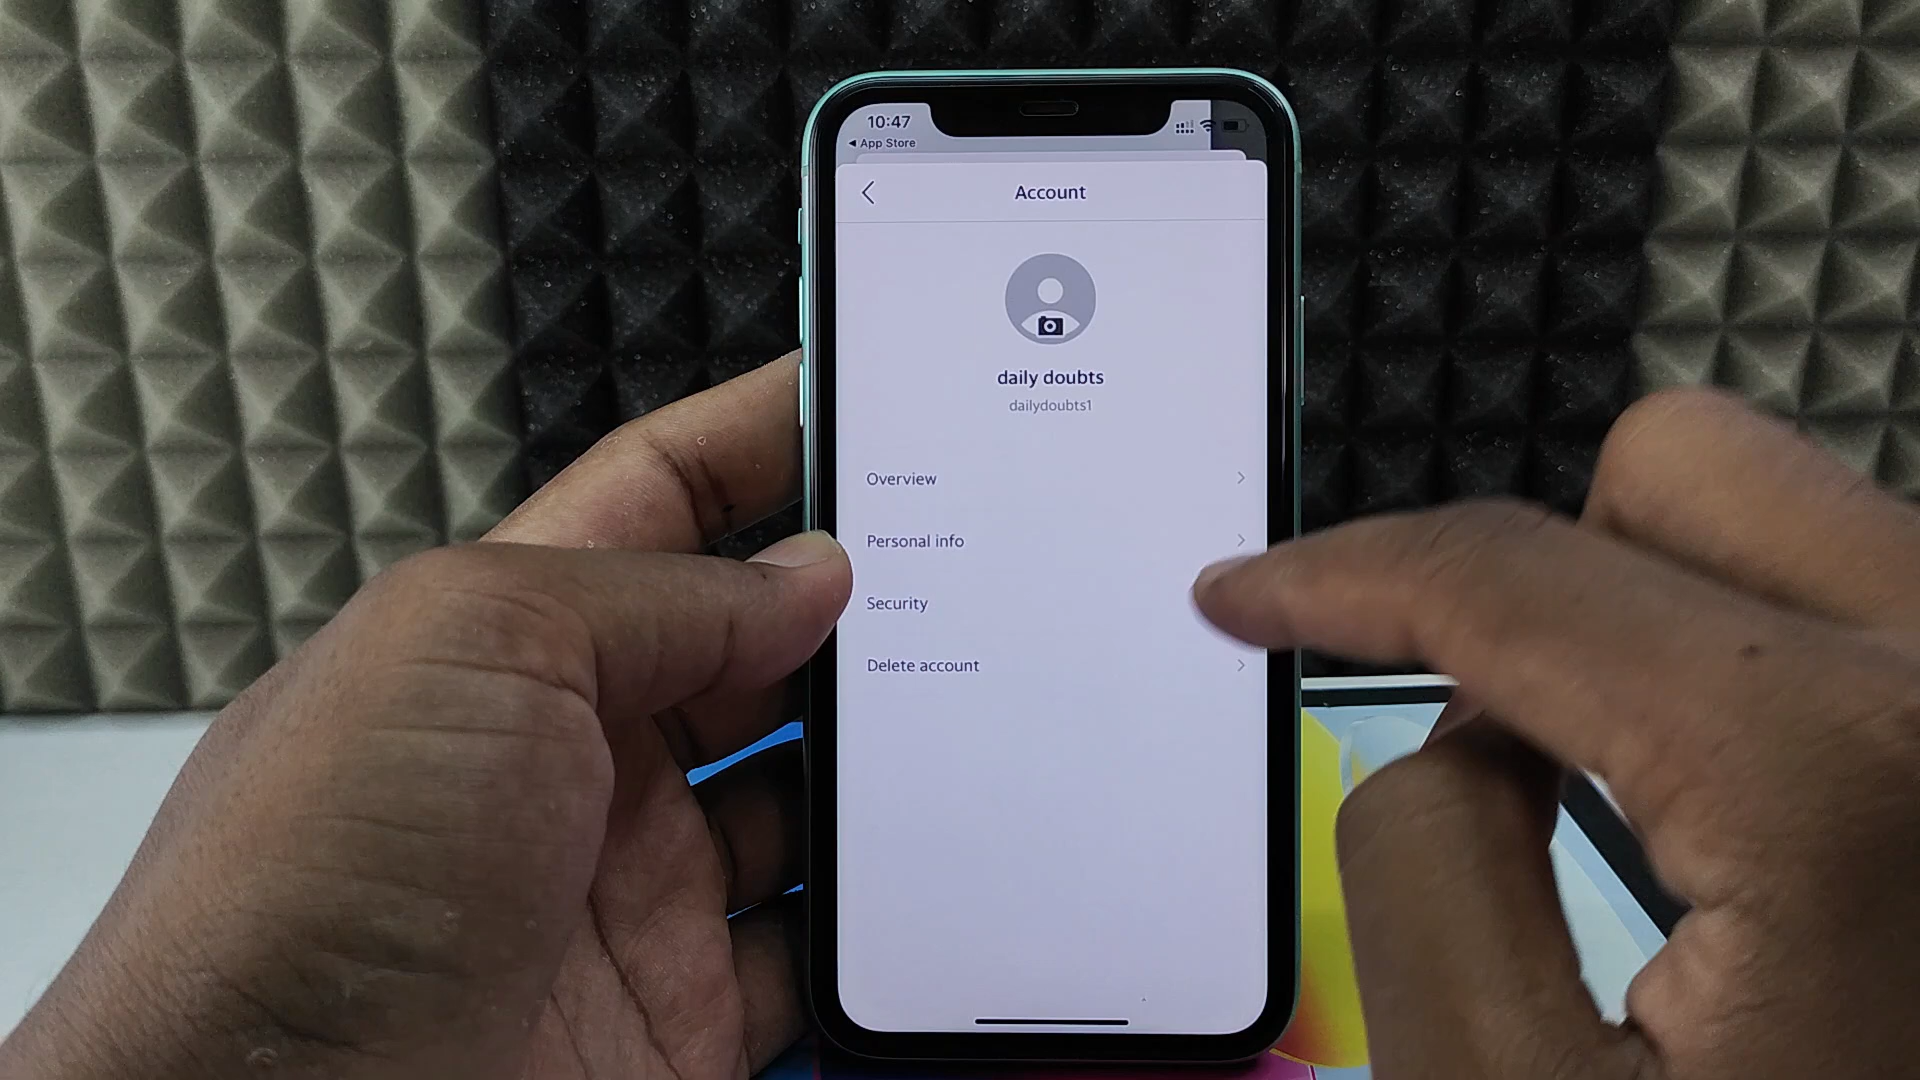 10:47
◀ App Store
Account
daily doubts
dailydoubts1
Overview
Personal info
Security
Delete account